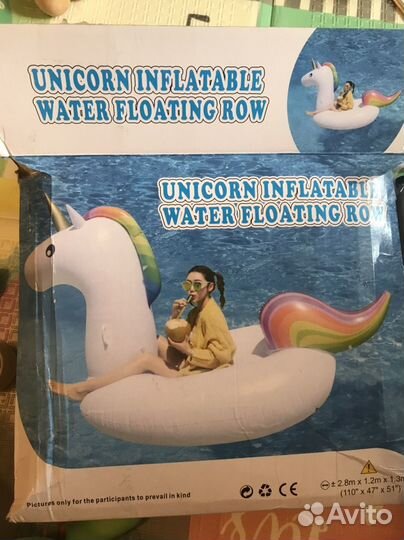 UNICORN INFLATABLE
WATER FLOATING ROW
UNICORN INFLATABLE
WATER FLOATING ROW
± 2.8m x 1.2m x 1.3m
(110" x 47" x 51")
Pictures only for the participants to prevail in kind
CE
Avito